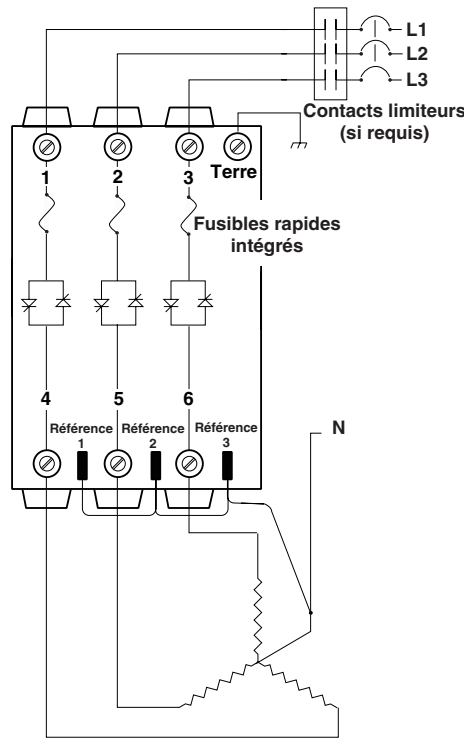 L1
L2
L3
Contacts limiteurs
(si requis)
1
2
3
Terre
Fusibles rapides
intégrés
4
5
6
Référence
1
Référence
2
Référence
3
N